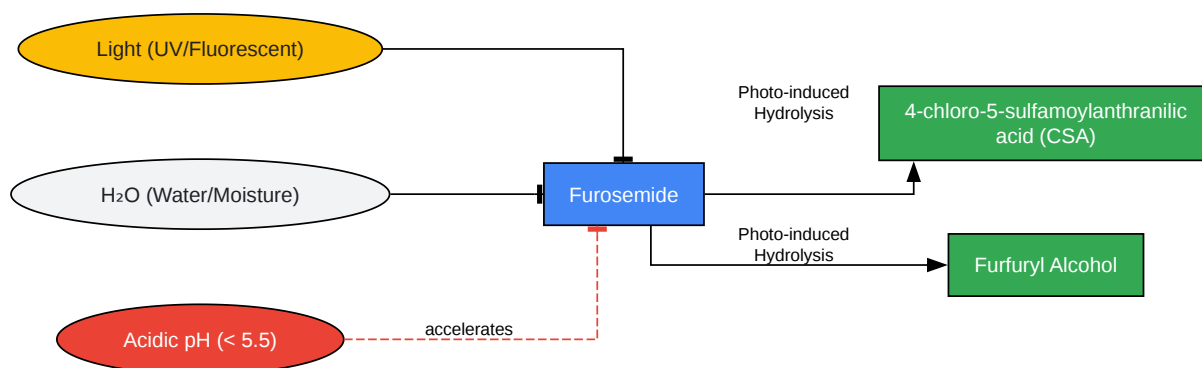 Light (UV/Fluorescent)
Photo-induced
Hydrolysis
4-chloro-5-sulfamoylanthranilic
acid (CSA)
H₂O (Water/Moisture)
Furosemide
Photo-induced
Hydrolysis
Furfuryl Alcohol
Acidic pH (< 5.5)
accelerates